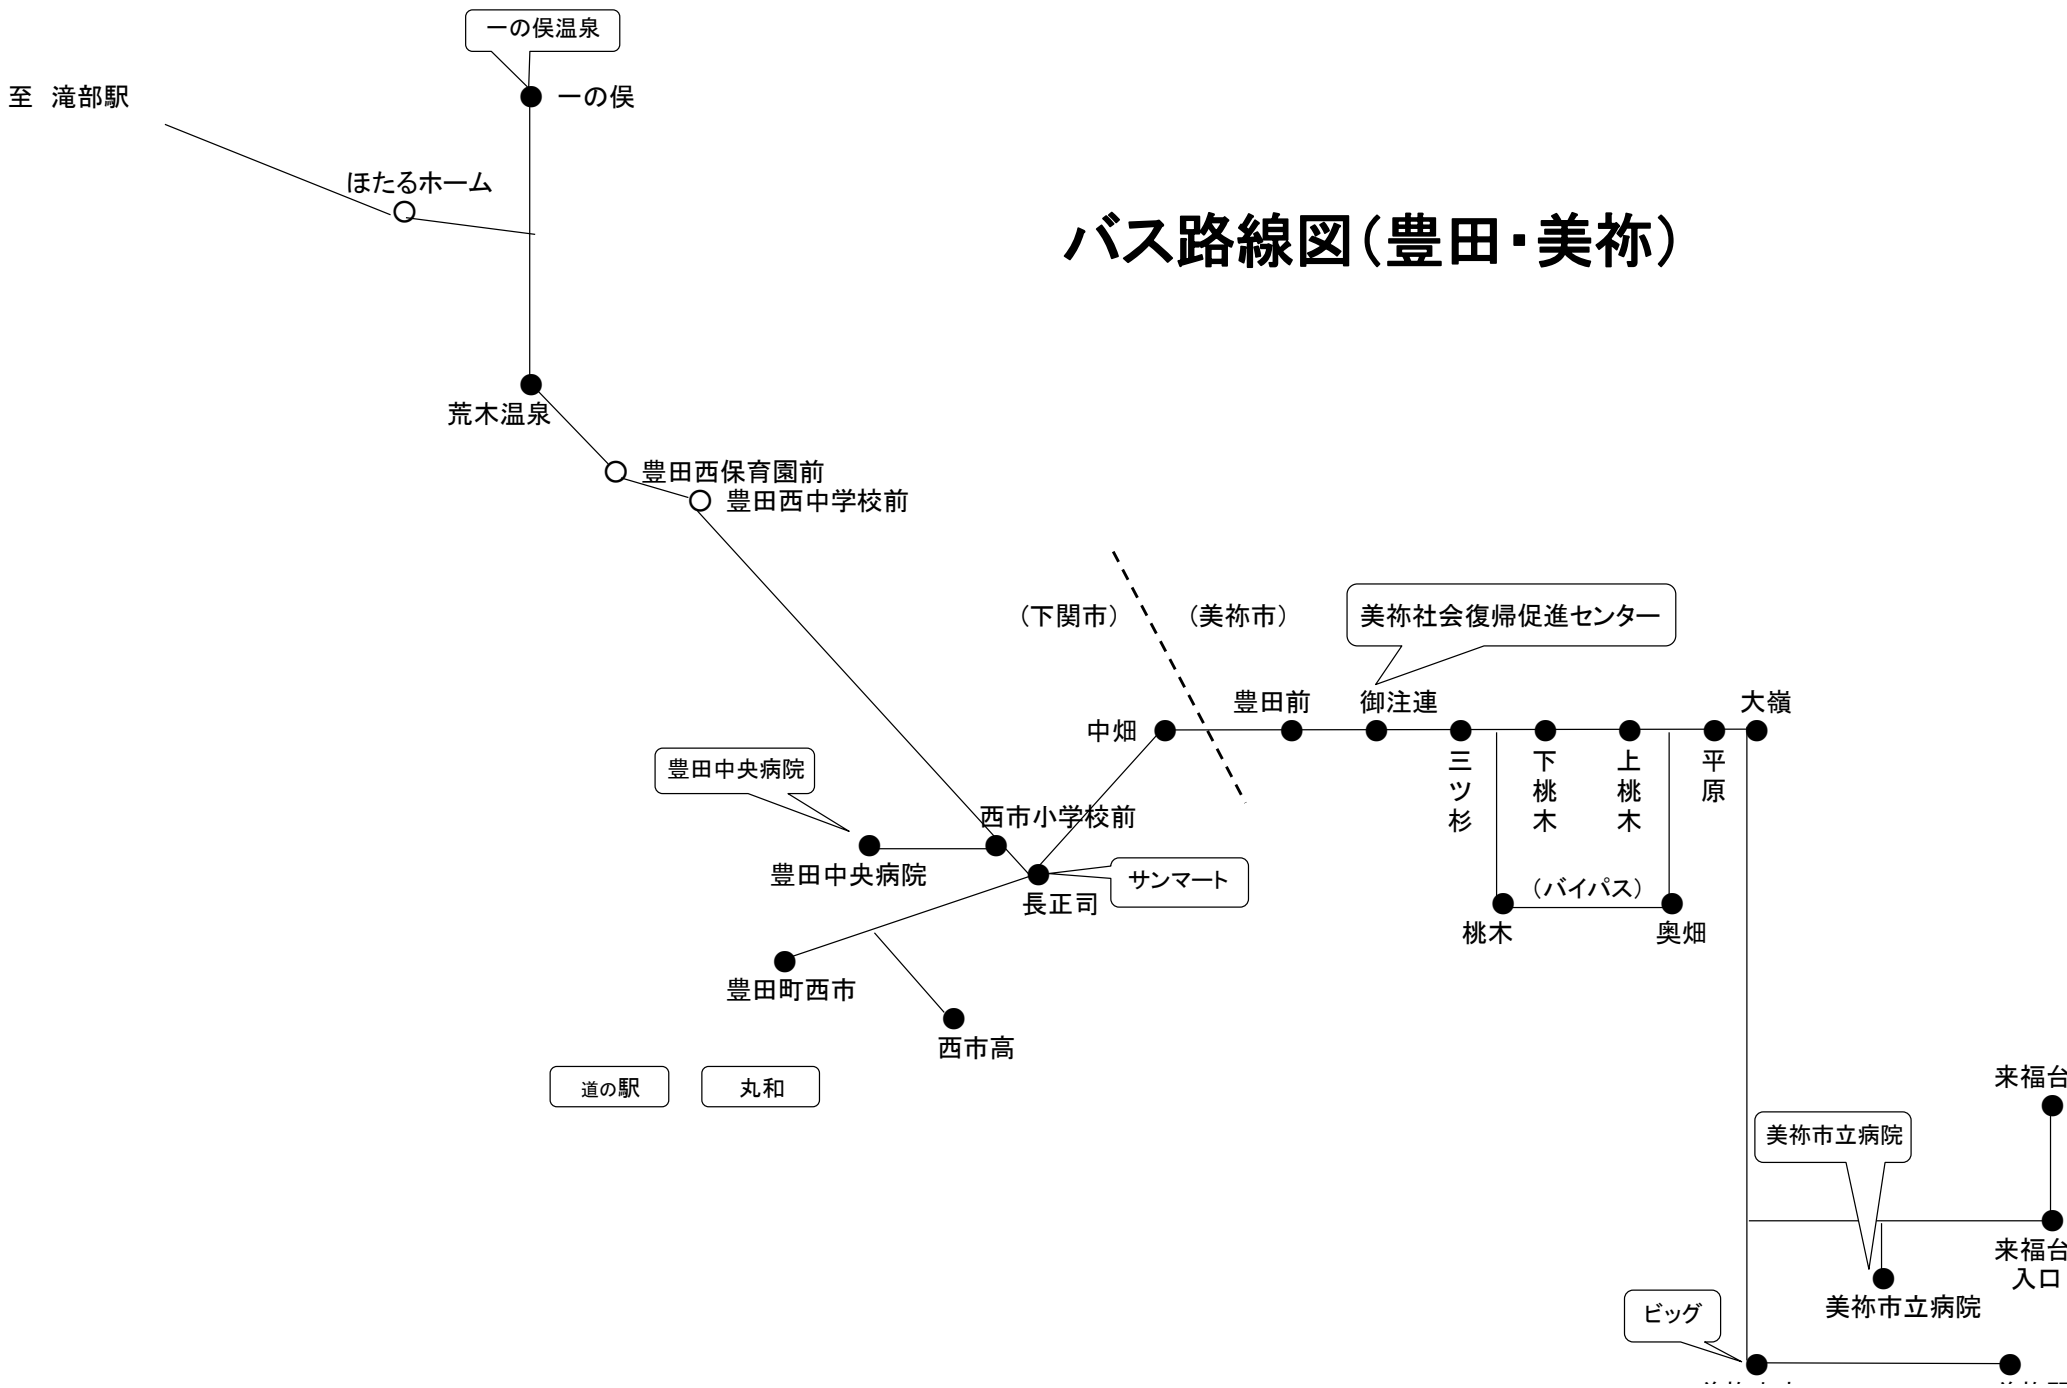 一の俣温泉
至 滝部駅
一の俣
ほたるホーム
バス路線図（豊田・美祢）
荒木温泉
豊田西保育園前
豊田西中学校前
（下関市）
（美祢市）
美祢社会復帰促進センター
豊田前
御注連
大嶺
中畑
三ツ杉
下桃木
上桃木
平原
豊田中央病院
西市小学校前
豊田中央病院
サンマート
長正司
（バイパス）
桃木
奥畑
豊田町西市
西市高
道の駅
丸和
来福台
美祢市立病院
来福台
入口
美祢市立病院
ビッグ